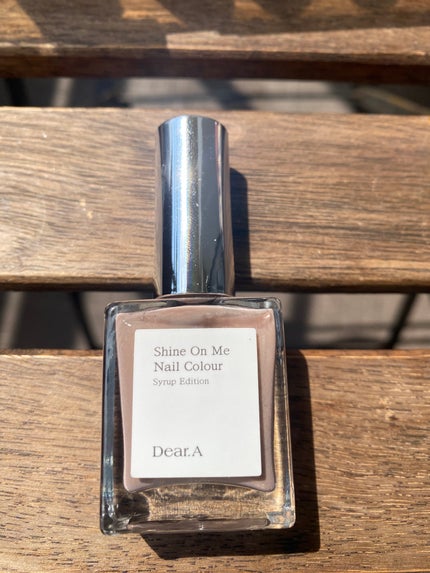 Shine On Me
Nail Colour
Syrup Edition
Dear.A